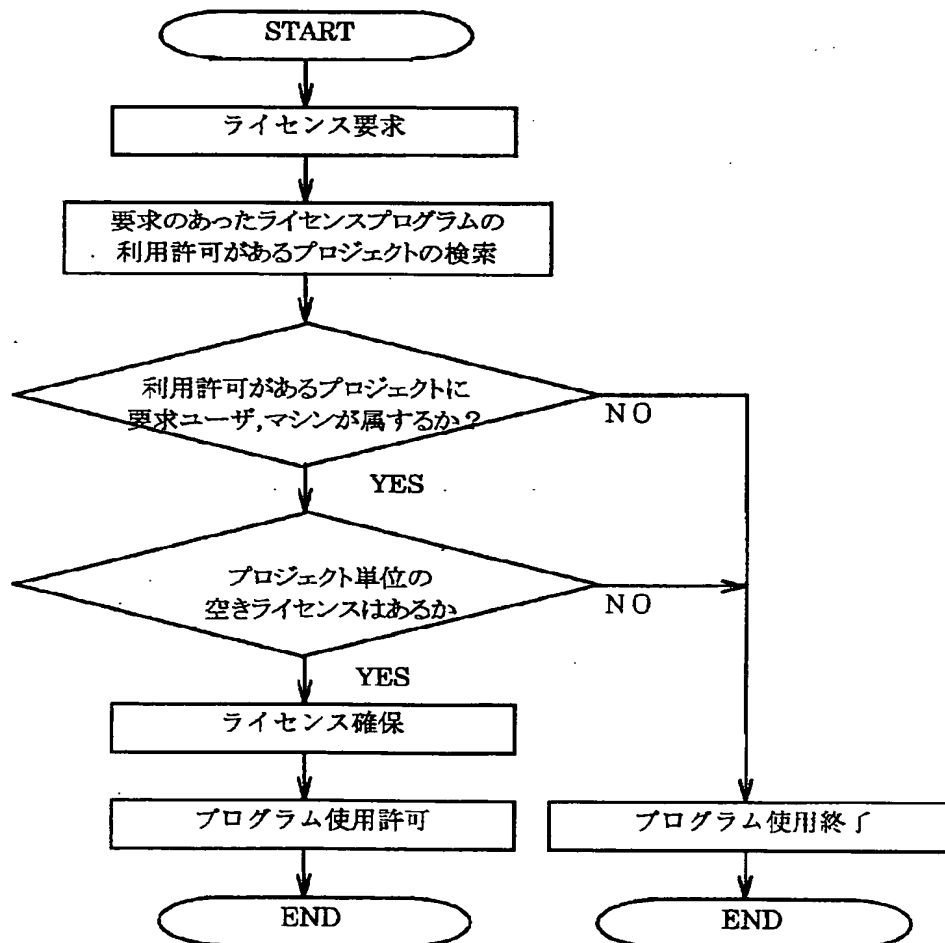 START
ライセンス要求
要求のあったライセンスプログラムの
利用許可があるプロジェクトの検索
利用許可があるプロジェクトに
要求ユーザ,マシンが属するか?
NO
YES
プロジェクト単位の
空きライセンスはあるか
NO
YES
ライセンス確保
プログラム使用許可
プログラム使用終了
END
END